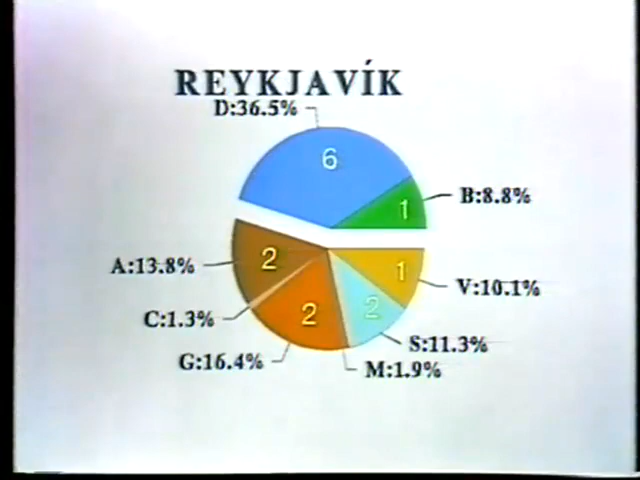 REYKJAVÍK
D:36.5%
6
B:8.8%
1
A:13.8%
2
V:10.1%
1
C:1.3%
2
2
S:11.3%
G:16.4%
M:1.9%